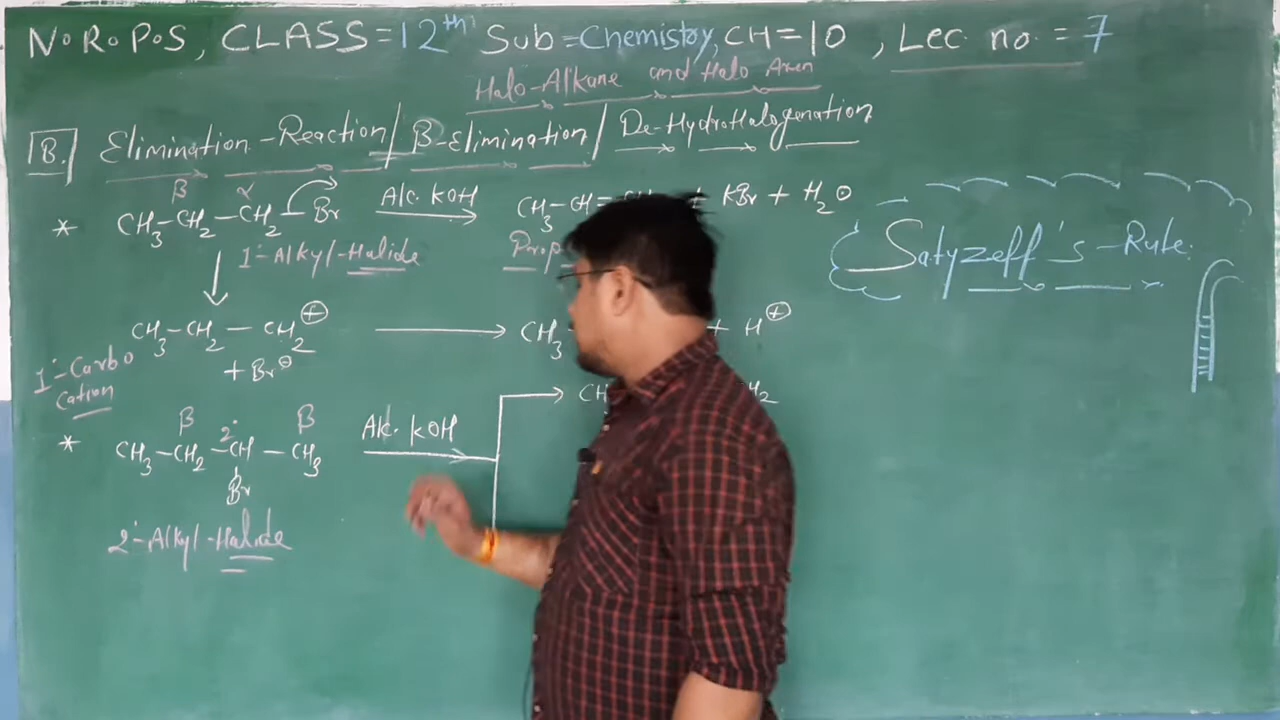 N.R.P.S, CLASS=12th Sub=Chemistry, CH=10, Lec no.=7
Halo-Alkane and Halo Aren
B. Elimination-Reaction/B-Elimination/De-HydroHalogenation
β α
* CH3-CH2-CH2-Br Alc. KOH CH3-CH= + KBr + H2O
1°-Alkyl-Halide Prop
CH3-CH2-CH2⊕ CH3 + H⊕
+ Br⊖
1°-Carbo
Cation
β 2° β
* CH3-CH2-CH-CH3 Alc. KOH CH H2
Br
2°-Alkyl-Halide
Satyzeff's-Rule